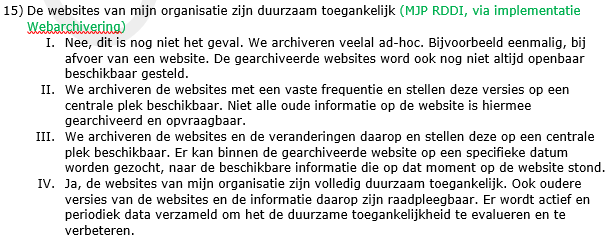 15) De websites van mijn organisatie zijn duurzaam toegankelijk (MJP RDDI, via implementatie
Webarchivering)
I. Nee, dit is nog niet het geval. We archiveren veelal ad-hoc. Bijvoorbeeld eenmalig, bij
afvoer van een website. De gearchiveerde websites word ook nog niet altijd openbaar
beschikbaar gesteld.
II. We archiveren de websites met een vaste frequentie en stellen deze versies op een
centrale plek beschikbaar. Niet alle oude informatie op de website is hiermee
gearchiveerd en opvraagbaar.
III. We archiveren de websites en de veranderingen daarop en stellen deze op een centrale
plek beschikbaar. Er kan binnen de gearchiveerde website op een specifieke datum
worden gezocht, naar de beschikbare informatie die op dat moment op de website stond.
IV. Ja, de websites van mijn organisatie zijn volledig duurzaam toegankelijk. Ook oudere
versies van de websites en de informatie daarop zijn raadpleegbaar. Er wordt actief en
periodiek data verzameld om het de duurzame toegankelijkheid te evalueren en te
verbeteren.